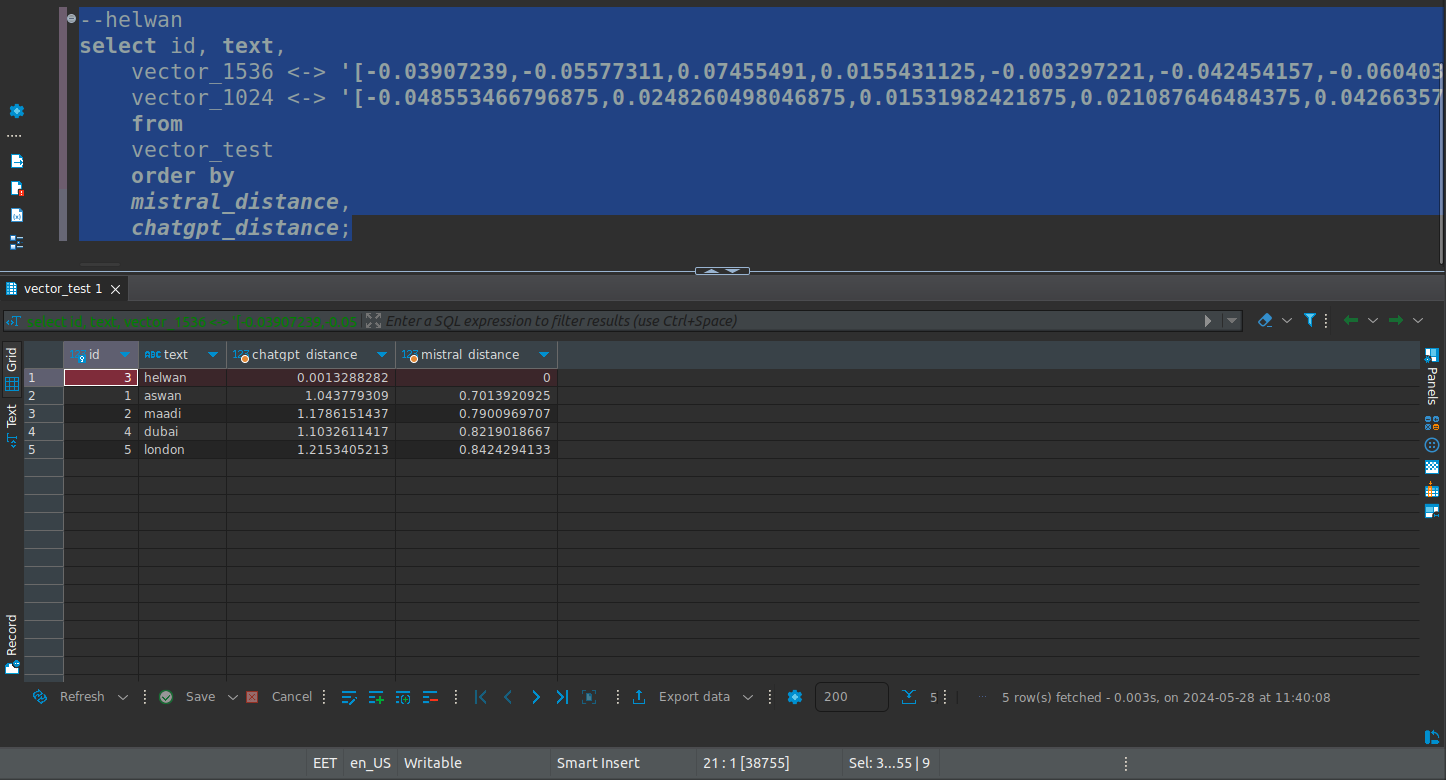 --helwan
select id, text,
vector_1536 <-> '[-0.03907239,-0.05577311,0.07455491,0.0155431125,-0.003297221,-0.042454157,-0.060403
vector_1024 <-> '[-0.048553466796875,0.0248260498046875,0.01531982421875,0.021087646484375,0.04266357
from
vector_test
order by
mistral_distance,
chatgpt_distance;
vector_test 1
select id, text, vector_1536 <-> '[-0.03907239,-0.05
Enter a SQL expression to filter results (use Ctrl+Space)
Grid
Text
Record
Panels
id text chatgpt_distance mistral_distance
1 3 helwan 0.0013288282 0
2 1 aswan 1.043779309 0.7013920925
3 2 maadi 1.1786151437 0.7900969707
4 4 dubai 1.1032611417 0.8219018667
5 5 london 1.2153405213 0.8424294133
Refresh Save Cancel Export data 200 5 5 row(s) fetched - 0.003s, on 2024-05-28 at 11:40:08
EET en_US Writable Smart Insert 21 : 1 [38755] Sel: 3...55 | 9